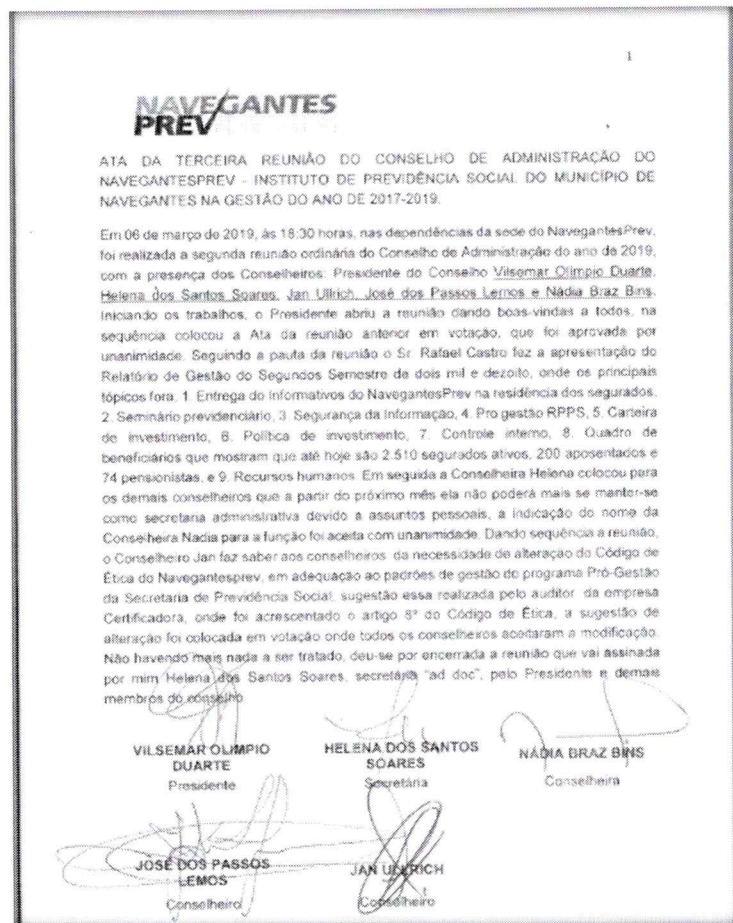 1
NAVEGANTES
PREV
ATA DA TERCEIRA REUNIÃO DO CONSELHO DE ADMINISTRAÇÃO DO
NAVEGANTESPREV - INSTITUTO DE PREVIDÊNCIA SOCIAL DO MUNICÍPIO DE
NAVEGANTES NA GESTÃO DO ANO DE 2017-2019.
Em 06 de março de 2019, às 18:30 horas, nas dependências da sede do NavegantesPrev,
foi realizada a segunda reunião ordinária do Conselho de Administração do ano de 2019,
com a presença dos Conselheiros: Presidente do Conselho Vilsomar Olímpio Duarte,
Helena dos Santos Soares, Jan Ullrich, José dos Passos Lemos e Nádia Braz Bins.
Iniciando os trabalhos, o Presidente abriu a reunião dando boas-vindas a todos, na
sequência colocou a Ata da reunião anterior em votação, que foi aprovada por
unanimidade. Seguindo a pauta da reunião o Sr. Rafael Castro fez a apresentação do
Relatório de Gestão do Segundos Semestre de dois mil e dezoito, onde os principais
tópicos fora: 1. Entrega do Informativos do NavegantesPrev na residência dos segurados,
2. Seminário previdenciário, 3. Segurança da Informação, 4. Pro gestão RPPS, 5. Carteira
de investimento, 6. Política de investimento, 7. Controle interno, 8. Quadro de
beneficiários que mostram que até hoje são 2.510 segurados ativos, 200 aposentados e
74 pensionistas, e 9. Recursos humanos. Em seguida a Conselheira Helena colocou para
os demais conselheiros que a partir do próximo mês ela não poderá mais se manter-se
como secretaria administrativa devido a assuntos pessoais, a indicação do nome da
Conselheira Nadia para a função foi aceita com unanimidade. Dando sequência a reunião,
o Conselheiro Jan faz saber aos conselheiros da necessidade de alteração do Código de
Ética do Navegantesprev, em adequação ao padrões de gestão do programa Pró-Gestão
da Secretaria de Previdência Social, sugestão essa realizada pelo auditor da empresa
Certificadora, onde foi acrescentado o artigo 8º do Código de Ética, a sugestão de
alteração foi colocada em votação onde todos os conselheiros aceitaram a modificação.
Não havendo mais nada a ser tratado, deu-se por encerrada a reunião que vai assinada
por mim Helena dos Santos Soares, secretária "ad doc", pelo Presidente e demais
membros do conselho
VILSEMAR OLIMPIO
DUARTE
Presidente
HELENA DOS SANTOS
SOARES
Secretária
NÁDIA BRAZ BINS
Conselheira
JOSÉ DOS PASSOS
LEMOS
Conselheiro
JAN ULLRICH
Conselheiro